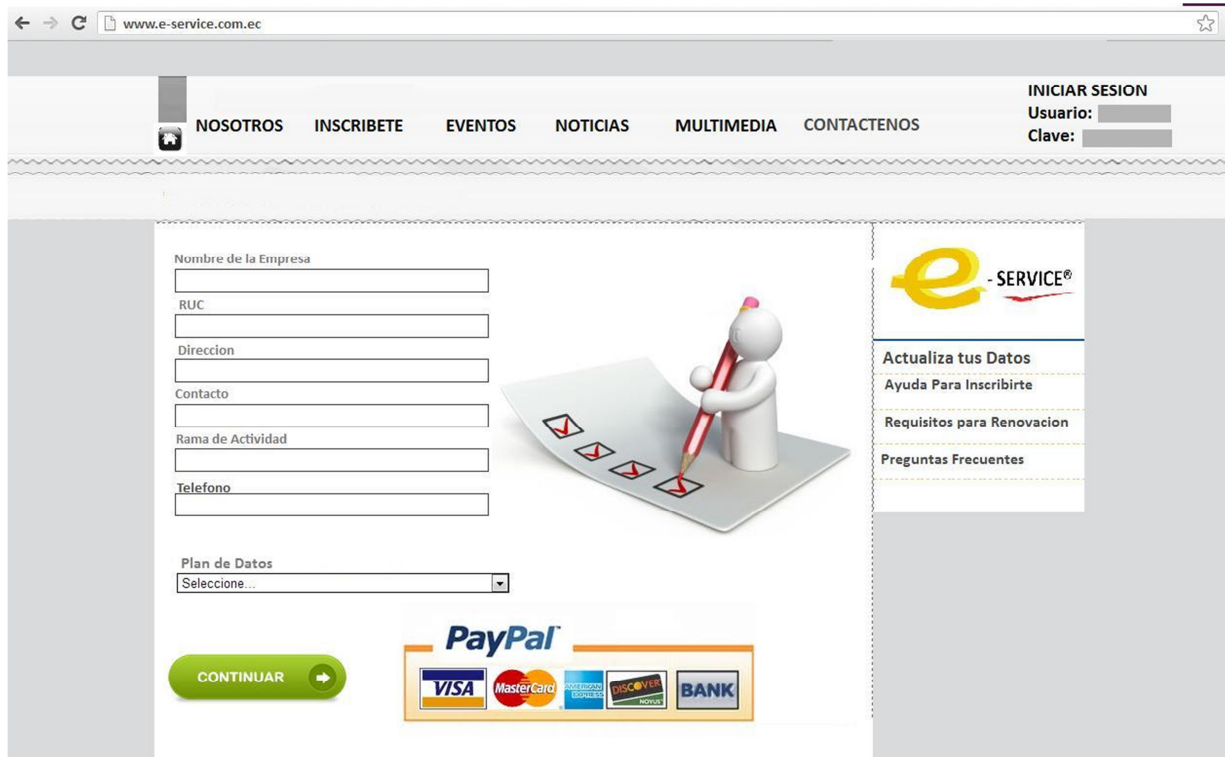 www.e-service.com.ec
INICIAR SESION
Usuario:
Clave:
NOSOTROS INSCRIBETE EVENTOS NOTICIAS MULTIMEDIA CONTACTENOS
Nombre de la Empresa
RUC
Direccion
Contacto
Rama de Actividad
Telefono
Plan de Datos
Seleccione...
CONTINUAR
PayPal™
VISA MasterCard AMERICAN EXPRESS DISCOVER NOVUS BANK
e - SERVICE®
Actualiza tus Datos
Ayuda Para Inscribirte
Requisitos para Renovacion
Preguntas Frecuentes